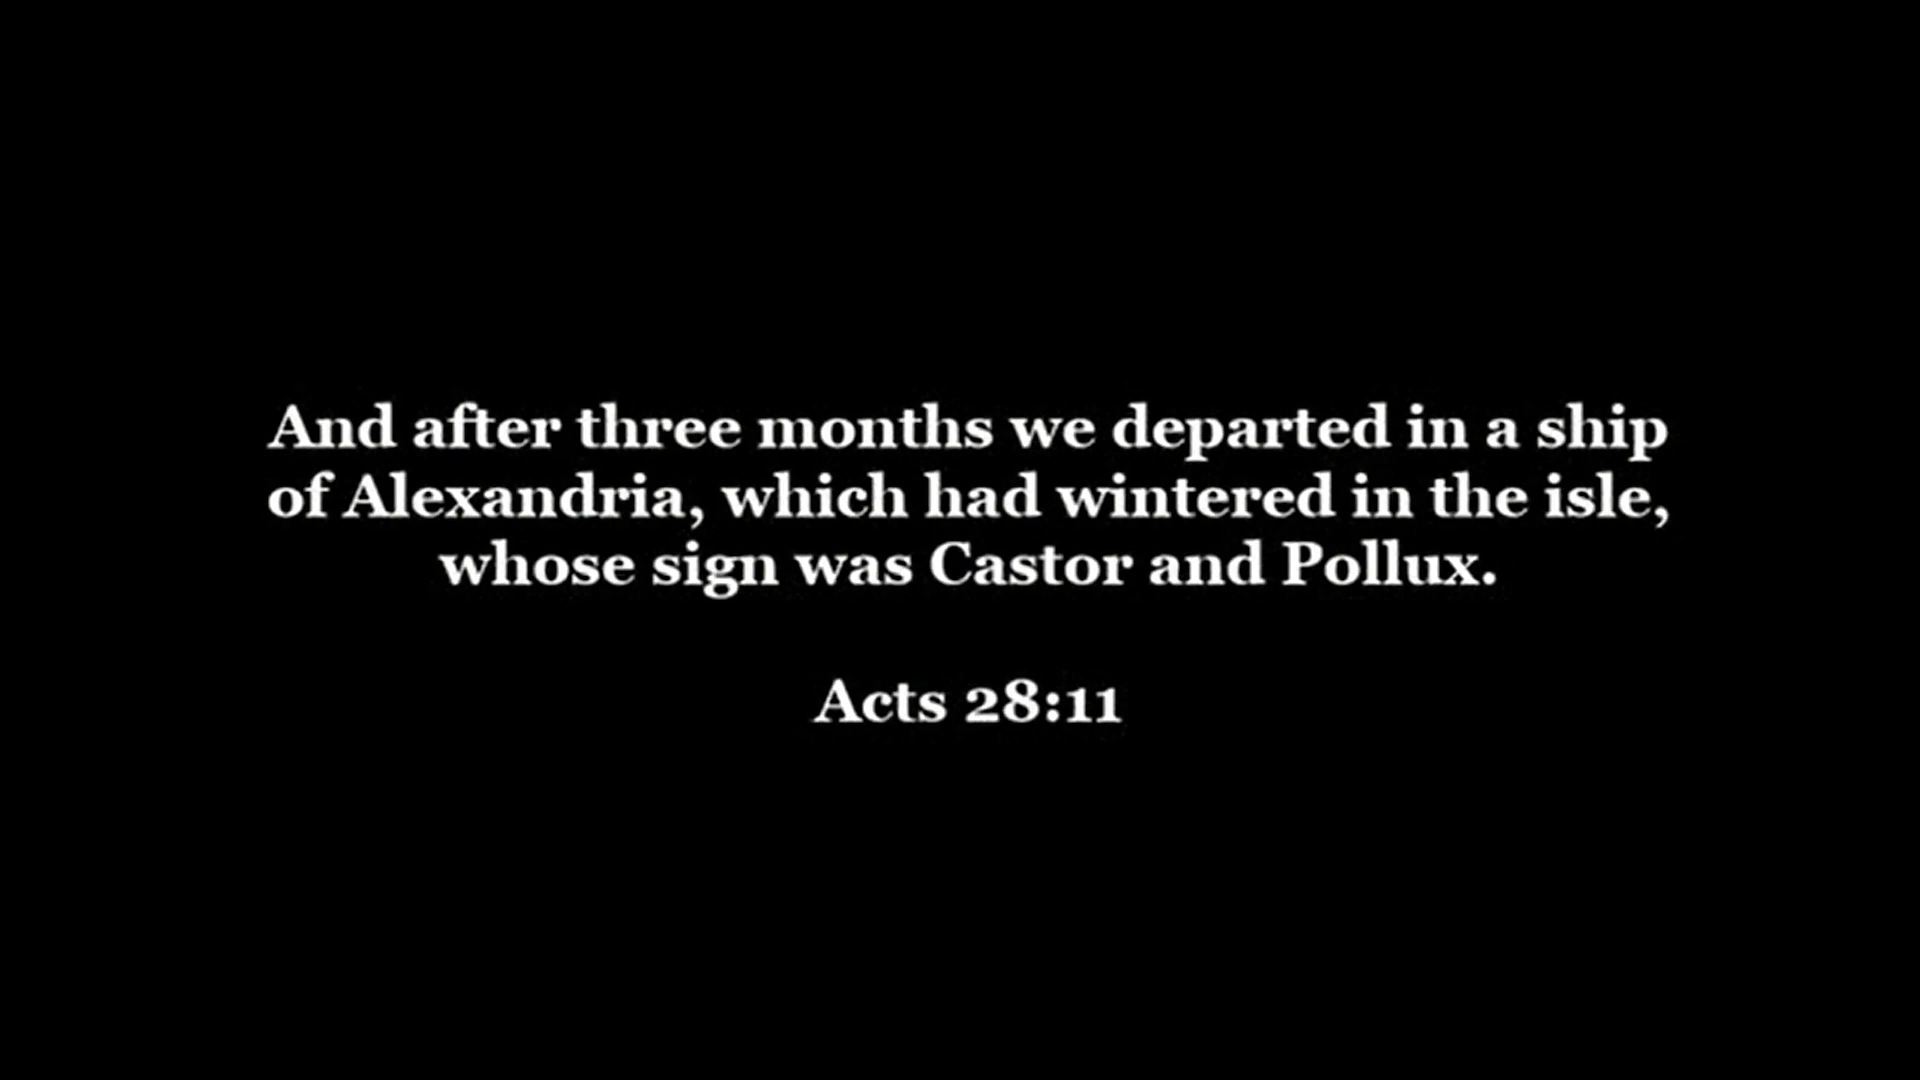 And after three months we departed in a ship
of Alexandria, which had wintered in the isle,
whose sign was Castor and Pollux.
Acts 28:11